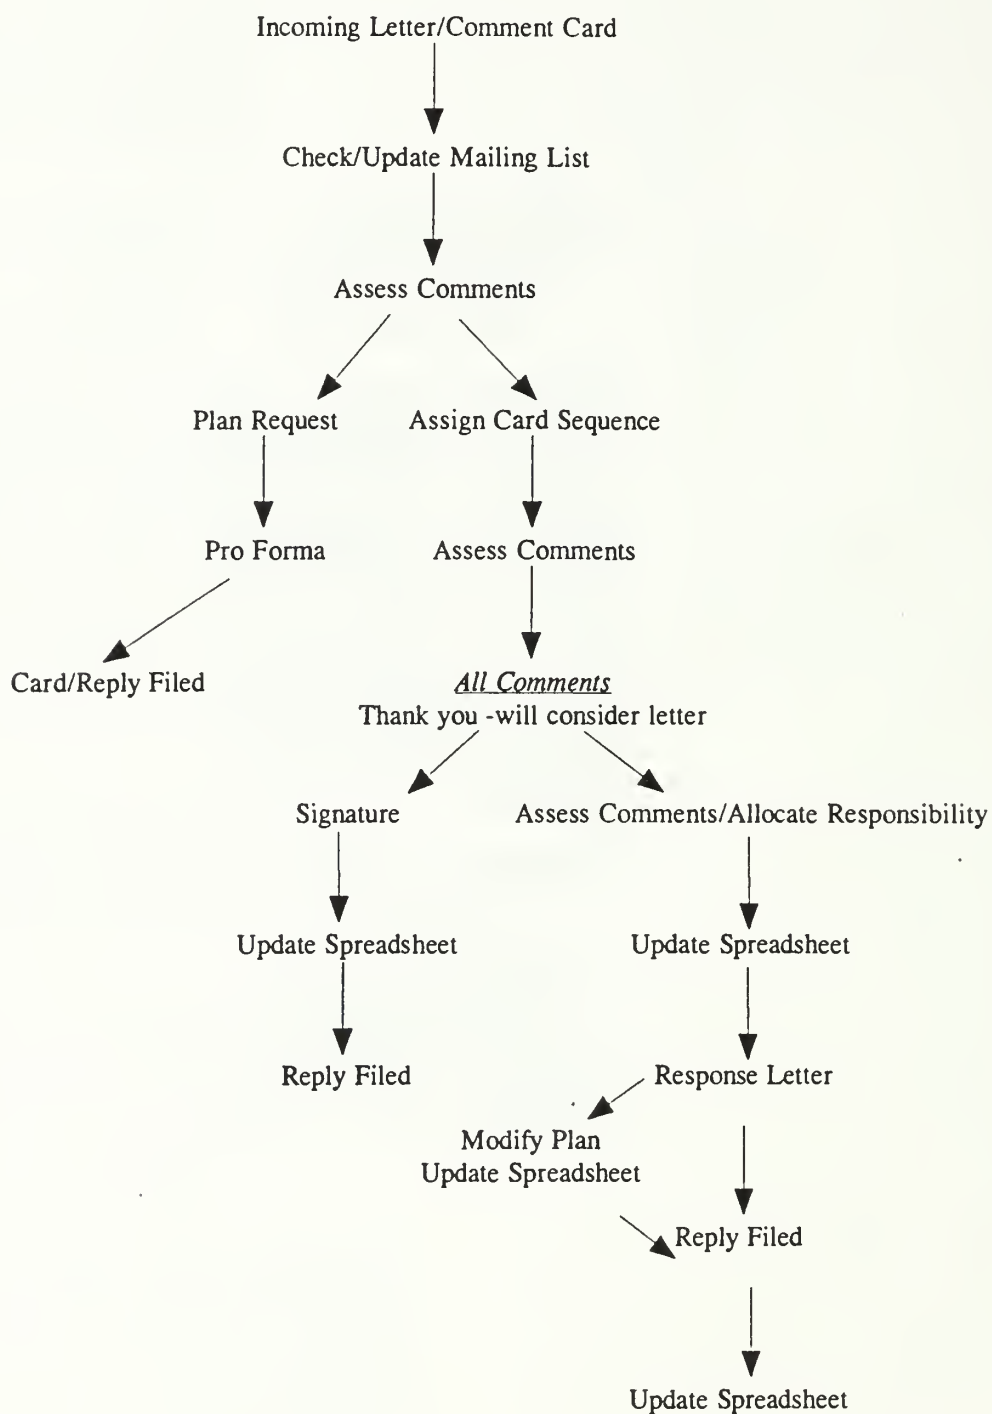 Incoming Letter/Comment Card
Check/Update Mailing List
Assess Comments
Plan Request
Assign Card Sequence
Pro Forma
Assess Comments
Card/Reply Filed
All Comments
Thank you -will consider letter
Signature
Assess Comments/Allocate Responsibility
Update Spreadsheet
Update Spreadsheet
Reply Filed
Response Letter
Modify Plan
Update Spreadsheet
Reply Filed
Update Spreadsheet